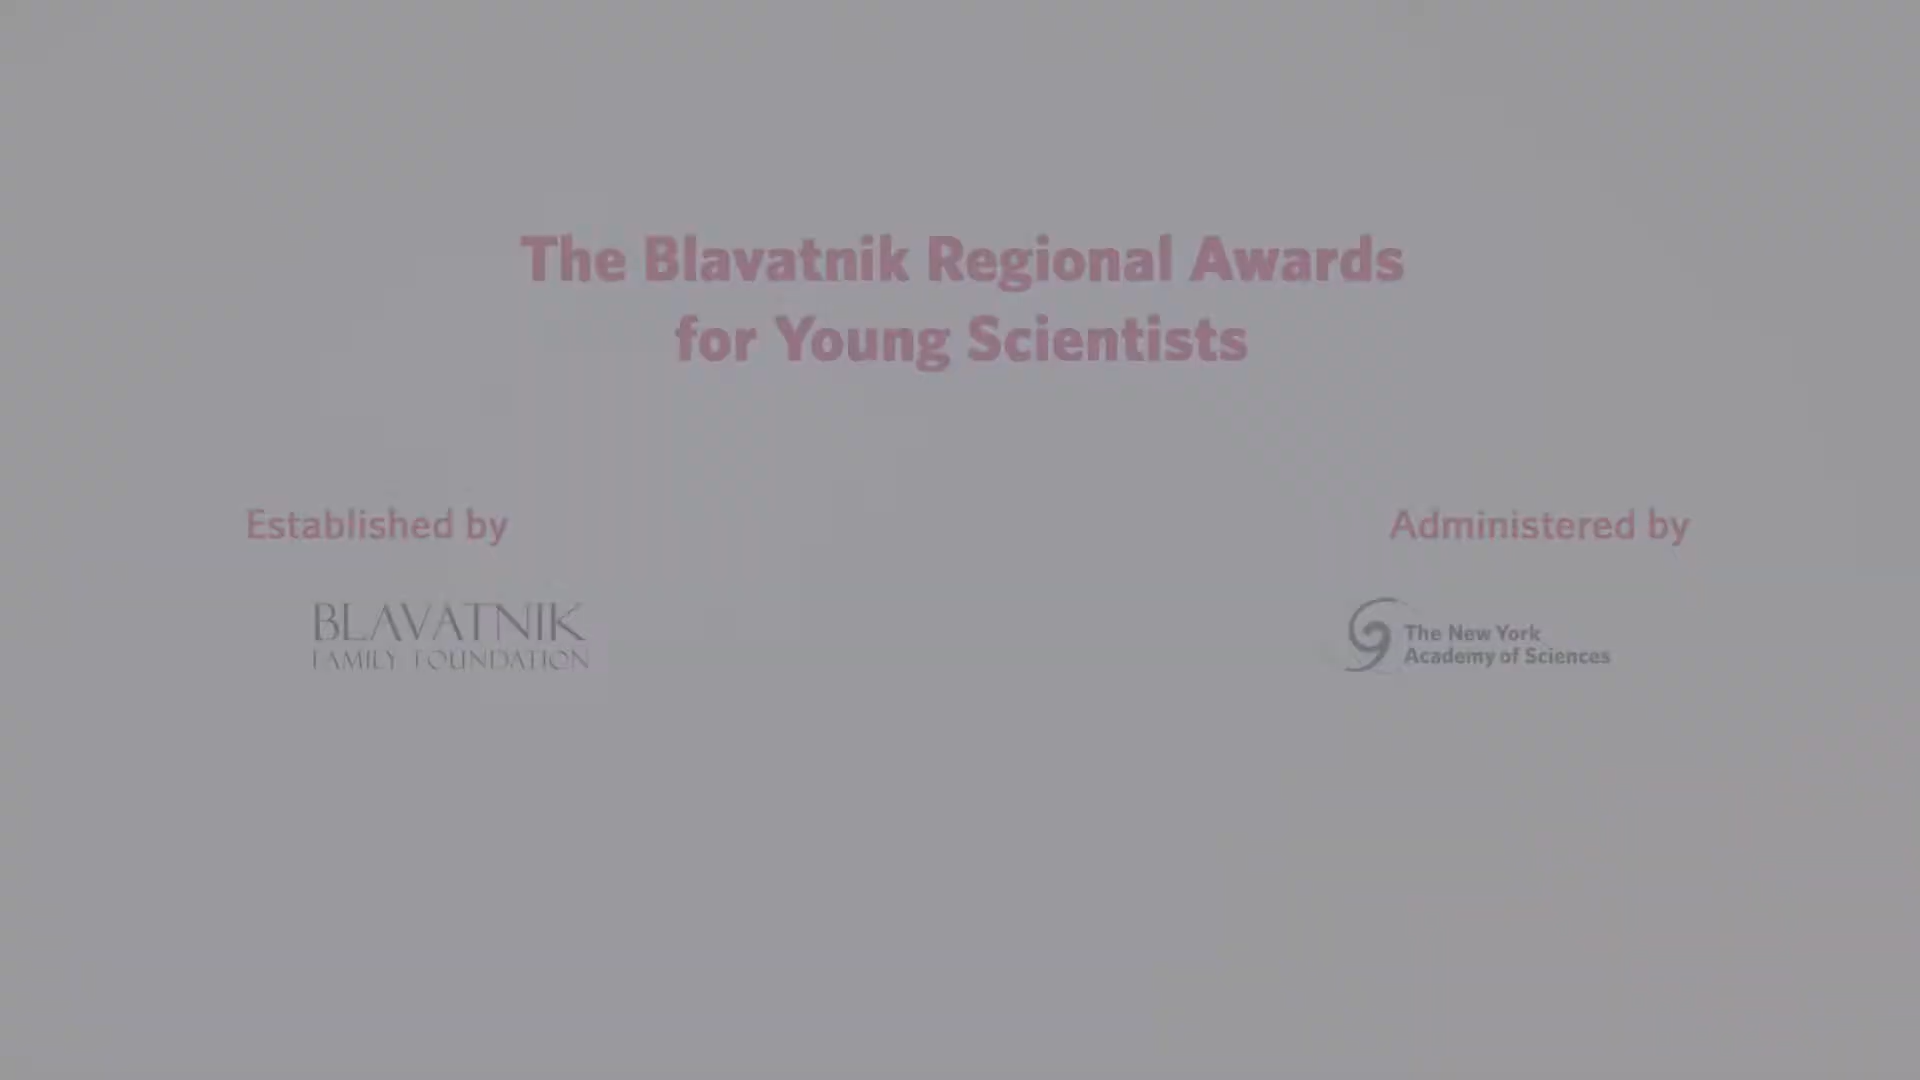 The Blavatnik Regional Awards
for Young Scientists
Established by
Administered by
BLAVATNIK
FAMILY FOUNDATION
The New York
Academy of Sciences